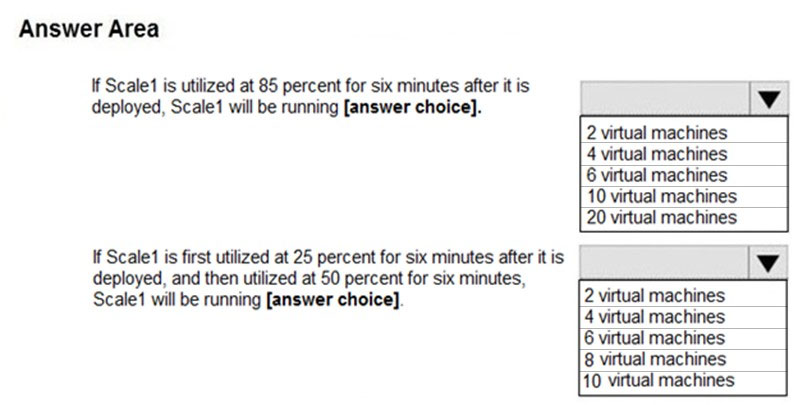 Answer Area
If Scale1 is utilized at 85 percent for six minutes after it is
deployed, Scale1 will be running [answer choice].
2 virtual machines
4 virtual machines
6 virtual machines
10 virtual machines
20 virtual machines
If Scale1 is first utilized at 25 percent for six minutes after it is
deployed, and then utilized at 50 percent for six minutes,
Scale1 will be running [answer choice].
2 virtual machines
4 virtual machines
6 virtual machines
8 virtual machines
10 virtual machines